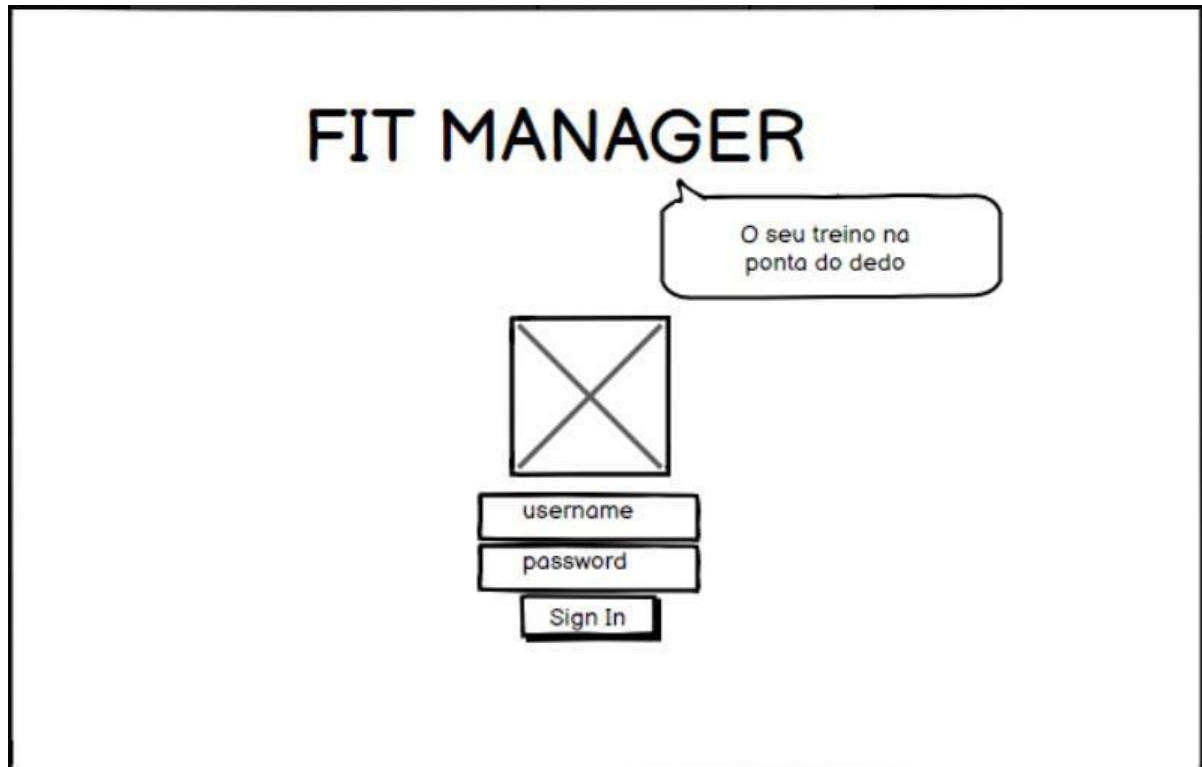 FIT MANAGER
O seu treino na
ponta do dedo
username
password
Sign In